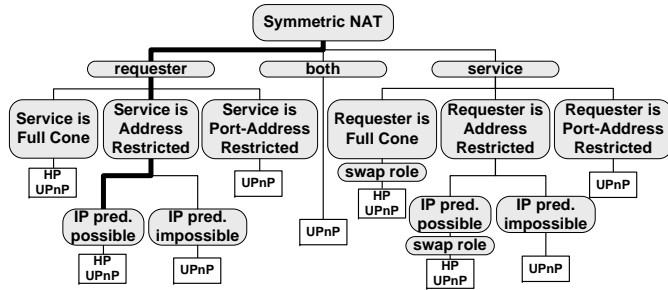 Symmetric NAT
requester
both
service
Service is
Full Cone
Service is
Address
Restricted
Service is
Port-Address
Restricted
Requester is
Full Cone
Requester is
Address
Restricted
Requester is
Port-Address
Restricted
HP
UPnP
UPnP
swap role
HP
UPnP
UPnP
IP pred.
possible
IP pred.
impossible
IP pred.
possible
IP pred.
impossible
swap role
HP
UPnP
UPnP
UPnP
HP
UPnP
UPnP